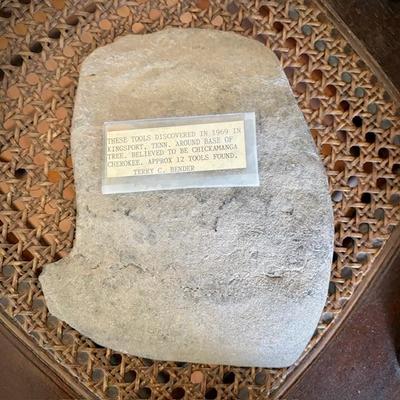 THESE TOOLS DISCOVERED IN 1969 IN
KINGSPORT, TENN. AROUND BASE OF
TREE. BELIEVED TO BE CHICKAMANGA
CHEROKEE. APPROX 12 TOOLS FOUND.
TERRY C. BENDER